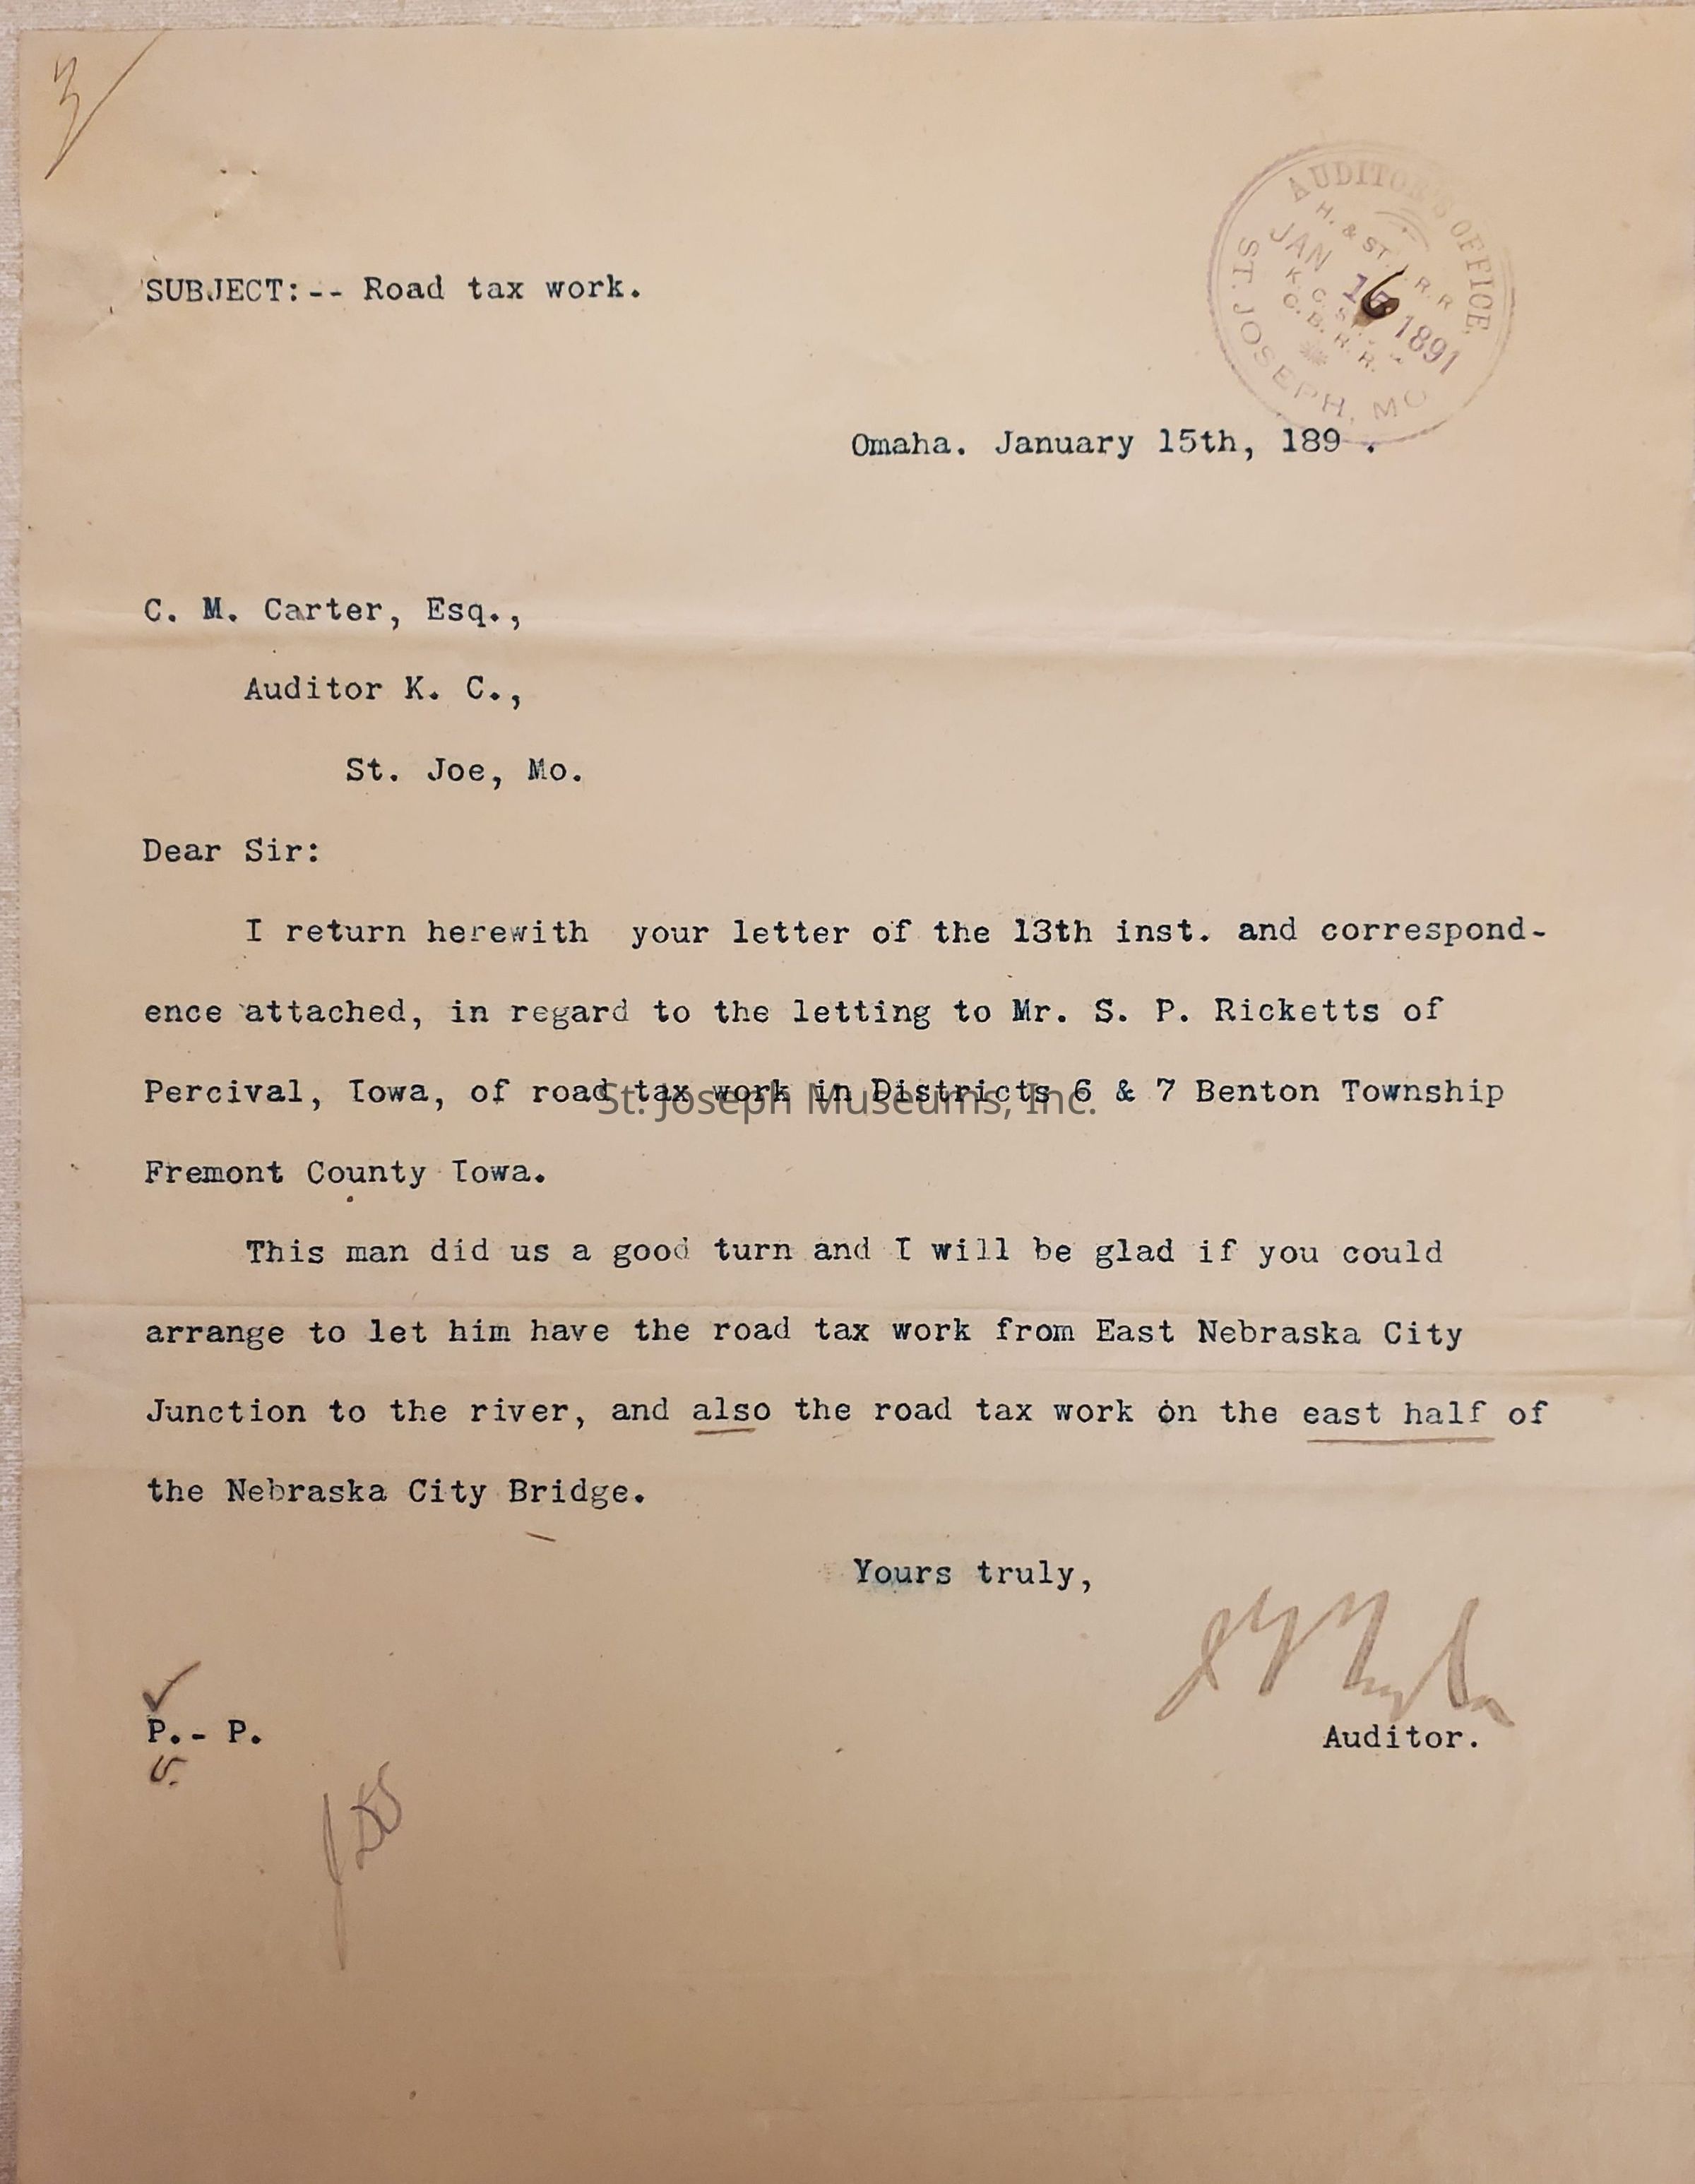 3
AUDITOR'S OFFICE.
H. & ST. J. R. R
JAN 16 1891
K. C. ST. J. &
C. B. R. R.
ST. JOSEPH, MO
SUBJECT:-- Road tax work.
Omaha. January 15th, 189 .
C. M. Carter, Esq.,
Auditor K. C.,
St. Joe, Mo.
Dear Sir:
I return herewith your letter of the 13th inst. and correspond-
ence attached, in regard to the letting to Mr. S. P. Ricketts of
Percival, Iowa, of road tax work in Districts 6 & 7 Benton Township
St. Joseph Museums, Inc.
Fremont County Iowa.
This man did us a good turn and I will be glad if you could
arrange to let him have the road tax work from East Nebraska City
Junction to the river, and also the road tax work on the east half of
the Nebraska City Bridge.
Yours truly,
P.- P.
Auditor.